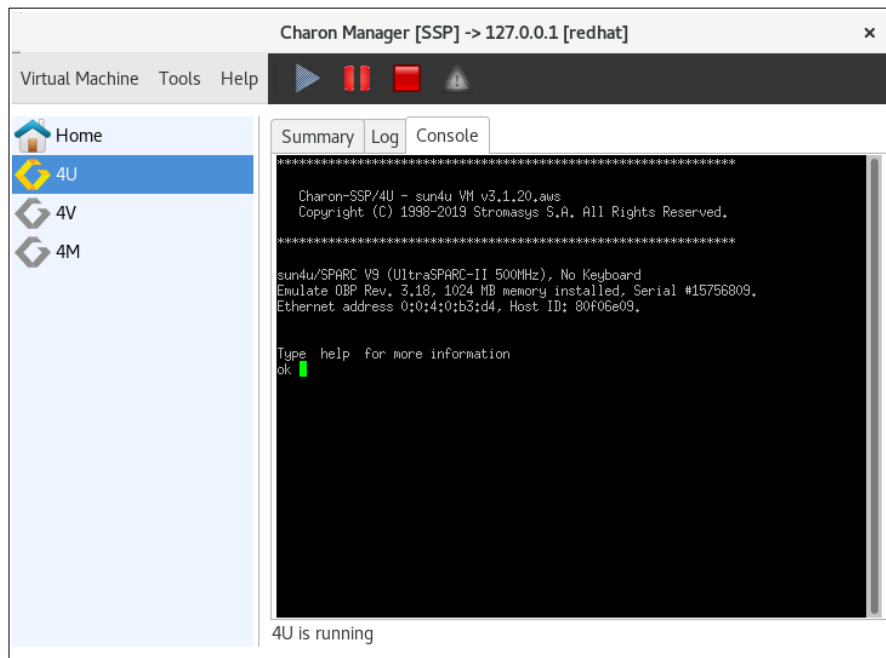 Charon Manager [SSP] -> 127.0.0.1 [redhat] ×
Virtual Machine Tools Help
Home
4U
4V
4M
Summary Log Console
****************************************************************
Charon-SSP/4U - sun4u VM v3.1.20.aws
Copyright (C) 1998-2019 Stromasys S.A. All Rights Reserved.
****************************************************************
sun4u/SPARC V9 (UltraSPARC-II 500MHz), No Keyboard
Emulate OBP Rev. 3.18, 1024 MB memory installed, Serial #15756809.
Ethernet address 0:0:4:0:b3:d4, Host ID: 80f06e09.
Type help for more information
ok
4U is running